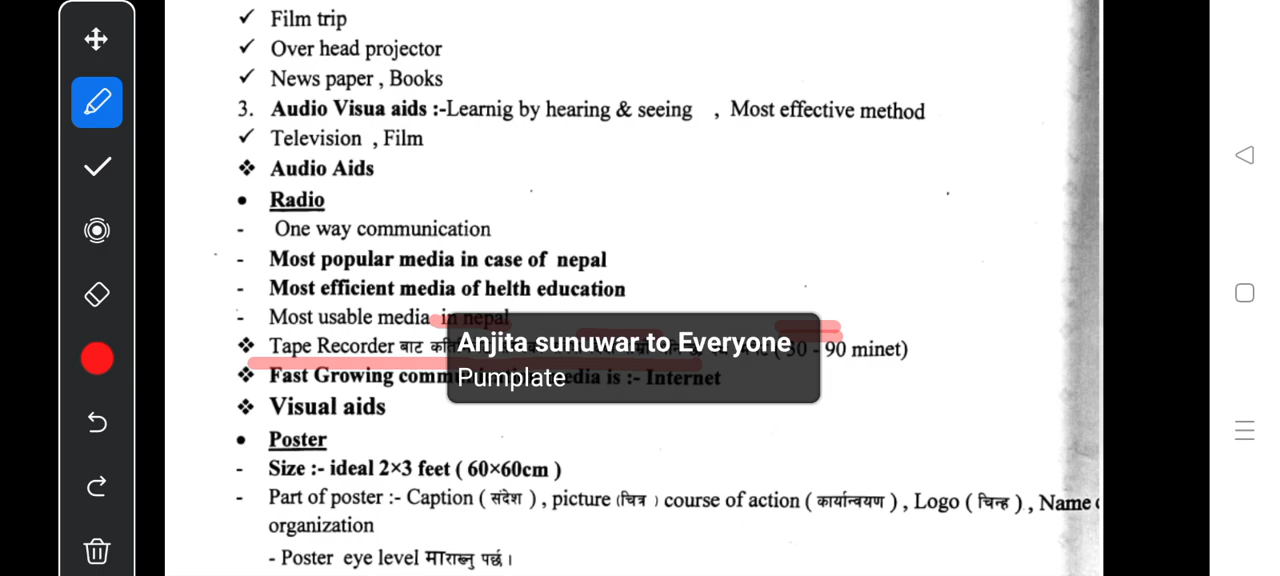 ✓ Film trip
✓ Over head projector
✓ News paper , Books
3. Audio Visua aids :-Learnig by hearing & seeing , Most effective method
✓ Television , Film
❖ Audio Aids
• Radio
- One way communication
- Most popular media in case of nepal
- Most efficient media of helth education
- Most usable media in nepal
❖ Tape Recorder बाट 90 minet)
Anjita sunuwar to Everyone
Pumplate
❖ Fast Growing is :- Internet
❖ Visual aids
• Poster
- Size :- ideal 2×3 feet ( 60×60cm )
- Part of poster :- Caption ( संदेश ) , picture (चित्र ) course of action ( कार्यान्वयण ) , Logo ( चिन्ह ) , Name
organization
- Poster eye level माराख्नु पर्छ ।